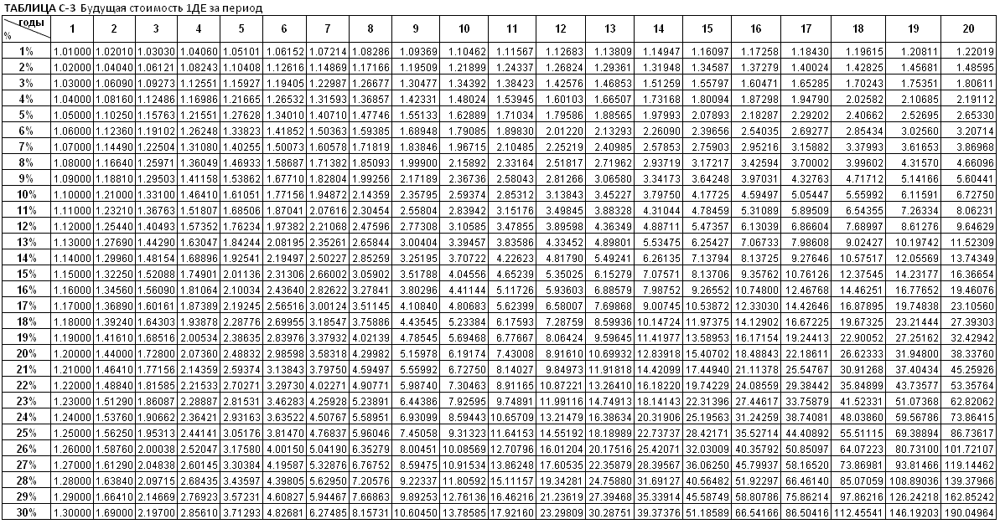 ТАБЛИЦА С-3 Будущая стоимость 1ДЕ за период
годы
% 1 2 3 4 5 6 7 8 9 10 11 12 13 14 15 16 17 18 19 20
1% 1.01000 1.02010 1.03030 1.04060 1.05101 1.06152 1.07214 1.08286 1.09369 1.10462 1.11567 1.12683 1.13809 1.14947 1.16097 1.17258 1.18430 1.19615 1.20811 1.22019
2% 1.02000 1.04040 1.06121 1.08243 1.10408 1.12616 1.14869 1.17166 1.19509 1.21899 1.24337 1.26824 1.29361 1.31948 1.34587 1.37279 1.40024 1.42825 1.45681 1.48595
3% 1.03000 1.06090 1.09273 1.12551 1.15927 1.19405 1.22987 1.26677 1.30477 1.34392 1.38423 1.42576 1.46853 1.51259 1.55797 1.60471 1.65285 1.70243 1.75351 1.80611
4% 1.04000 1.08160 1.12486 1.16986 1.21665 1.26532 1.31593 1.36857 1.42331 1.48024 1.53945 1.60103 1.66507 1.73168 1.80094 1.87298 1.94790 2.02582 2.10685 2.19112
5% 1.05000 1.10250 1.15763 1.21551 1.27628 1.34010 1.40710 1.47746 1.55133 1.62889 1.71034 1.79586 1.88565 1.97993 2.07893 2.18287 2.29202 2.40662 2.52695 2.65330
6% 1.06000 1.12360 1.19102 1.26248 1.33823 1.41852 1.50363 1.59385 1.68948 1.79085 1.89830 2.01220 2.13293 2.26090 2.39656 2.54035 2.69277 2.85434 3.02560 3.20714
7% 1.07000 1.14490 1.22504 1.31080 1.40255 1.50073 1.60578 1.71819 1.83846 1.96715 2.10485 2.25219 2.40985 2.57853 2.75903 2.95216 3.15882 3.37993 3.61653 3.86968
8% 1.08000 1.16640 1.25971 1.36049 1.46933 1.58687 1.71382 1.85093 1.99900 2.15892 2.33164 2.51817 2.71962 2.93719 3.17217 3.42594 3.70002 3.99602 4.31570 4.66096
9% 1.09000 1.18810 1.29503 1.41158 1.53862 1.67710 1.82804 1.99256 2.17189 2.36736 2.58043 2.81266 3.06580 3.34173 3.64248 3.97031 4.32763 4.71712 5.14166 5.60441
10% 1.10000 1.21000 1.33100 1.46410 1.61051 1.77156 1.94872 2.14359 2.35795 2.59374 2.85312 3.13843 3.45227 3.79750 4.17725 4.59497 5.05447 5.55992 6.11591 6.72750
11% 1.11000 1.23210 1.36763 1.51807 1.68506 1.87041 2.07616 2.30454 2.55804 2.83942 3.15176 3.49845 3.88328 4.31044 4.78459 5.31089 5.89509 6.54355 7.26334 8.06231
12% 1.12000 1.25440 1.40493 1.57352 1.76234 1.97382 2.21068 2.47596 2.77308 3.10585 3.47855 3.89598 4.36349 4.88711 5.47357 6.13039 6.86604 7.68997 8.61276 9.64629
13% 1.13000 1.27690 1.44290 1.63047 1.84244 2.08195 2.35261 2.65844 3.00404 3.39457 3.83586 4.33452 4.89801 5.53475 6.25427 7.06733 7.98608 9.02427 10.19742 11.52309
14% 1.14000 1.29960 1.48154 1.68896 1.92541 2.19497 2.50227 2.85259 3.25195 3.70722 4.22623 4.81790 5.49241 6.26135 7.13794 8.13725 9.27646 10.57517 12.05569 13.74349
15% 1.15000 1.32250 1.52088 1.74901 2.01136 2.31306 2.66002 3.05902 3.51788 4.04556 4.65239 5.35025 6.15279 7.07571 8.13706 9.35762 10.76126 12.37545 14.23177 16.36654
16% 1.16000 1.34560 1.56090 1.81064 2.10034 2.43640 2.82622 3.27841 3.80296 4.41144 5.11726 5.93603 6.88579 7.98752 9.26552 10.74800 12.46768 14.46251 16.77652 19.46076
17% 1.17000 1.36890 1.60161 1.87389 2.19245 2.56516 3.00124 3.51145 4.10840 4.80683 5.62399 6.58007 7.69868 9.00745 10.53872 12.33030 14.42646 16.87895 19.74838 23.10560
18% 1.18000 1.39240 1.64303 1.93878 2.28776 2.69955 3.18547 3.75886 4.43545 5.23384 6.17593 7.28759 8.59936 10.14724 11.97375 14.12902 16.67225 19.67325 23.21444 27.39303
19% 1.19000 1.41610 1.68516 2.00534 2.38635 2.83976 3.37932 4.02139 4.78545 5.69468 6.77667 8.06424 9.59645 11.41977 13.58953 16.17154 19.24413 22.90052 27.25162 32.42942
20% 1.20000 1.44000 1.72800 2.07360 2.48832 2.98598 3.58318 4.29982 5.15978 6.19174 7.43008 8.91610 10.69932 12.83918 15.40702 18.48843 22.18611 26.62333 31.94800 38.33760
21% 1.21000 1.46410 1.77156 2.14359 2.59374 3.13843 3.79750 4.59497 5.55992 6.72750 8.14027 9.84973 11.91818 14.42099 17.44940 21.11378 25.54767 30.91268 37.40434 45.25926
22% 1.22000 1.48840 1.81585 2.21533 2.70271 3.29730 4.02271 4.90771 5.98740 7.30463 8.91165 10.87221 13.26410 16.18220 19.74229 24.08559 29.38442 35.84899 43.73577 53.35764
23% 1.23000 1.51290 1.86087 2.28887 2.81531 3.46283 4.25928 5.23891 6.44386 7.92595 9.74891 11.99116 14.74913 18.14143 22.31396 27.44617 33.75879 41.52331 51.07368 62.82062
24% 1.24000 1.53760 1.90662 2.36421 2.93163 3.63522 4.50767 5.58951 6.93099 8.59443 10.65709 13.21479 16.38634 20.31906 25.19563 31.24259 38.74081 48.03860 59.56786 73.86415
25% 1.25000 1.56250 1.95313 2.44141 3.05176 3.81470 4.76837 5.96046 7.45058 9.31323 11.64153 14.55192 18.18989 22.73737 28.42171 35.52714 44.40892 55.51115 69.38894 86.73617
26% 1.26000 1.58760 2.00038 2.52047 3.17580 4.00150 5.04190 6.35279 8.00451 10.08569 12.70796 16.01204 20.17516 25.42071 32.03009 40.35792 50.85097 64.07223 80.73100 101.72107
27% 1.27000 1.61290 2.04838 2.60145 3.30384 4.19587 5.32876 6.76752 8.59475 10.91534 13.86248 17.60535 22.35879 28.39567 36.06250 45.79937 58.16520 73.86981 93.81466 119.14462
28% 1.28000 1.63840 2.09715 2.68435 3.43597 4.39805 5.62950 7.20576 9.22337 11.80592 15.11157 19.34281 24.75880 31.69127 40.56482 51.92297 66.46140 85.07059 108.89036 139.37966
29% 1.29000 1.66410 2.14669 2.76923 3.57231 4.60827 5.94467 7.66863 9.89253 12.76136 16.46216 21.23619 27.39468 35.33914 45.58749 58.80786 75.86214 97.86216 126.24218 162.85242
30% 1.30000 1.69000 2.19700 2.85610 3.71293 4.82681 6.27485 8.15731 10.60450 13.78585 17.92160 23.29809 30.28751 39.37376 51.18589 66.54166 86.50416 112.45541 146.19203 190.04964